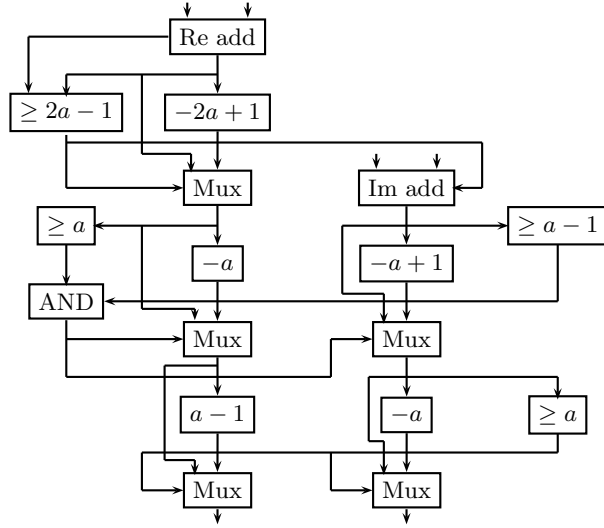 Re add
≥ 2a − 1
−2a + 1
Mux
Im add
≥ a
≥ a − 1
−a
−a + 1
AND
Mux
Mux
a − 1
−a
≥ a
Mux
Mux